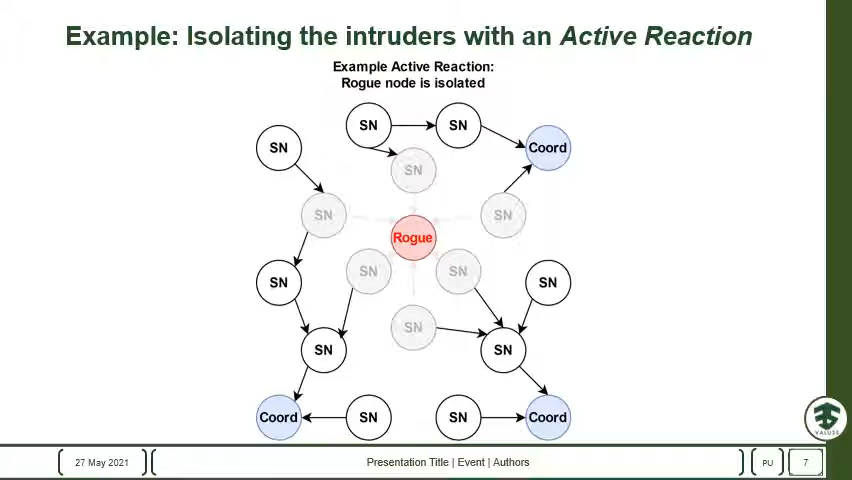 Example: Isolating the intruders with an Active Reaction
Example Active Reaction:
Rogue node is isolated
SN
SN
SN
Coord
SN
SN
SN
Rogue
SN
SN
SN
SN
SN
SN
SN
Coord
SN
SN
Coord
VALU3S
27 May 2021
Presentation Title | Event | Authors
PU
7